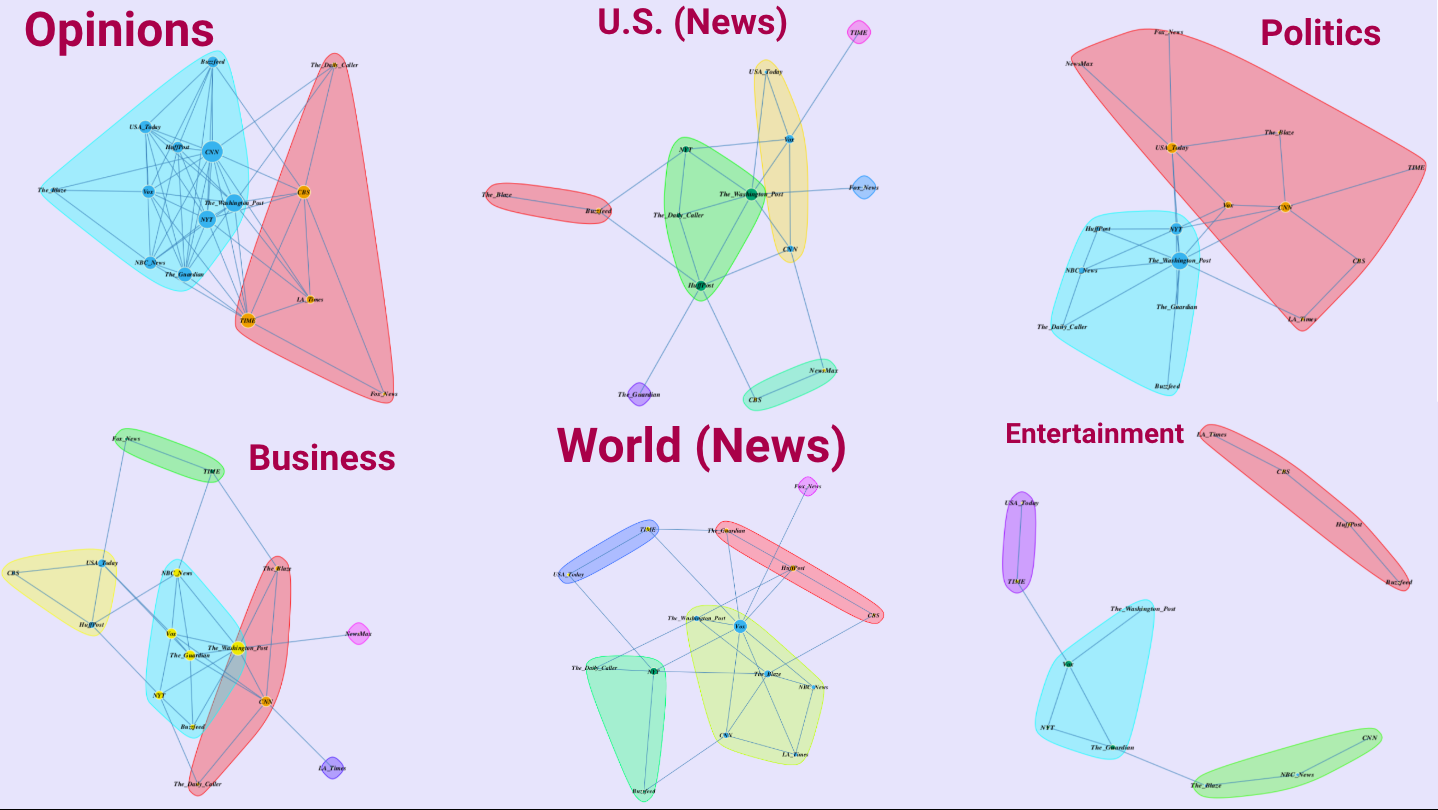 Opinions
Buzzfeed
The_Daily_Caller
USA_Today
HuffPost
CNN
The_Blaze
Vox
CBS
The_Washington_Post
NYT
NBC_News
The_Guardian
LA_Times
TIME
Fox_News
U.S. (News)
TIME
USA_Today
Vox
NYT
Fox_News
The_Blaze
The_Washington_Post
Buzzfeed
The_Daily_Caller
CNN
HuffPost
NewsMax
The_Guardian
CBS
Politics
Fox_News
NewsMax
The_Blaze
USA_Today
TIME
Vox
CNN
HuffPost
NYT
The_Washington_Post
CBS
NBC_News
The_Guardian
LA_Times
The_Daily_Caller
Buzzfeed
Business
Fox_News
TIME
USA_Today
CBS
NBC_News
The_Blaze
HuffPost
Vox
NewsMax
The_Washington_Post
The_Guardian
NYT
CNN
Buzzfeed
LA_Times
The_Daily_Caller
World (News)
Fox_News
TIME
The_Guardian
USA_Today
HuffPost
CBS
The_Washington_Post
Vox
The_Daily_Caller
NYT
The_Blaze
NBC_News
CNN
LA_Times
Buzzfeed
Entertainment
LA_Times
CBS
USA_Today
HuffPost
TIME
Buzzfeed
The_Washington_Post
Vox
NYT
The_Guardian
CNN
NBC_News
The_Blaze